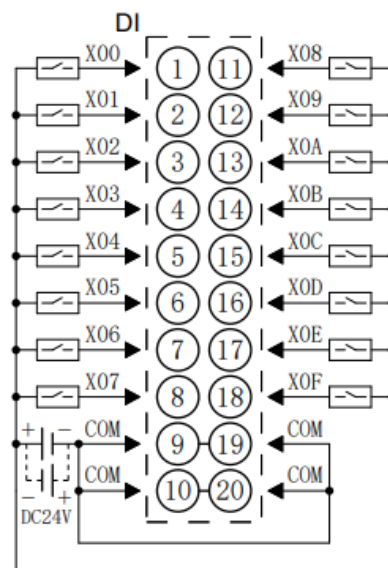 DI
X00 1 11 X08
X01 2 12 X09
X02 3 13 X0A
X03 4 14 X0B
X04 5 15 X0C
X05 6 16 X0D
X06 7 17 X0E
X07 8 18 X0F
+ − COM 9 19 COM
− + COM 10 20 COM
DC24V